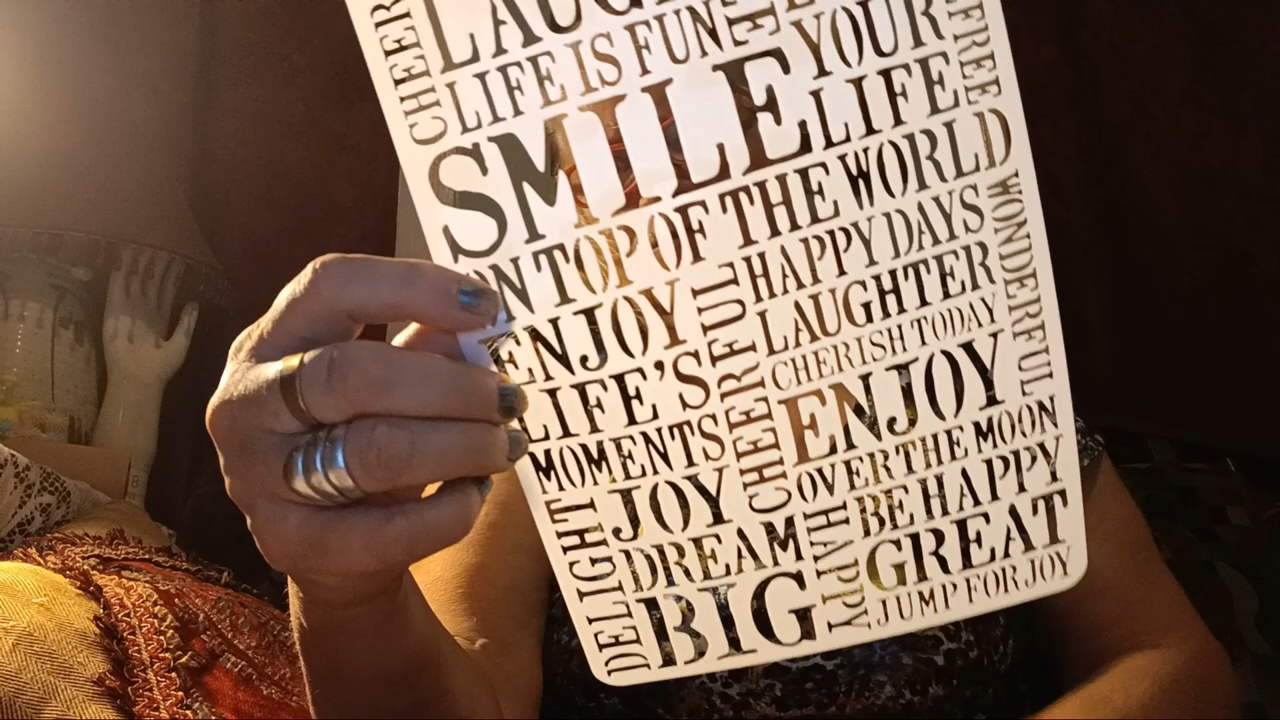 CHEER
LAUGH
LIFE IS FUN
YOUR
LIFE
FREE
SMILE
ON TOP OF THE WORLD
ENJOY
LIFE'S
MOMENTS
CHEERFUL
HAPPY DAYS
LAUGHTER
CHERISH TODAY
ENJOY
WONDERFUL
OVER THE MOON
BE HAPPY
GREAT
JUMP FOR JOY
DELIGHT
JOY
DREAM
BIG
HAPPY